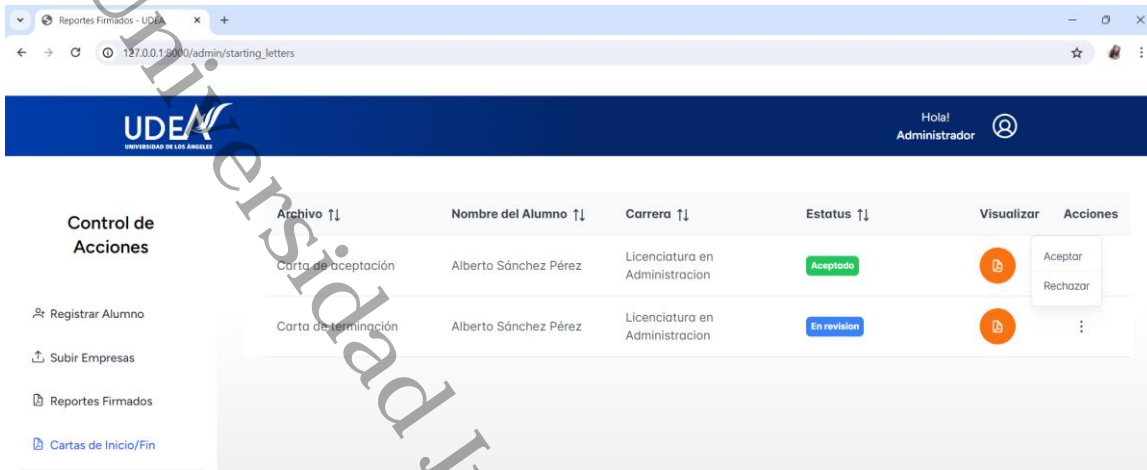 Reportes Firmados - UDEA
127.0.0.1:8000/admin/starting_letters
UDEA
UNIVERSIDAD DE LOS ÁNGELES
Hola!
Administrador
Control de
Acciones
Registrar Alumno
Subir Empresas
Reportes Firmados
Cartas de Inicio/Fin
Archivo Nombre del Alumno Carrera Estatus Visualizar Acciones
Carta de aceptación Alberto Sánchez Pérez Licenciatura en
Administracion Aceptado
Aceptar
Rechazar
Carta de terminación Alberto Sánchez Pérez Licenciatura en
Administracion En revision
Universidad J